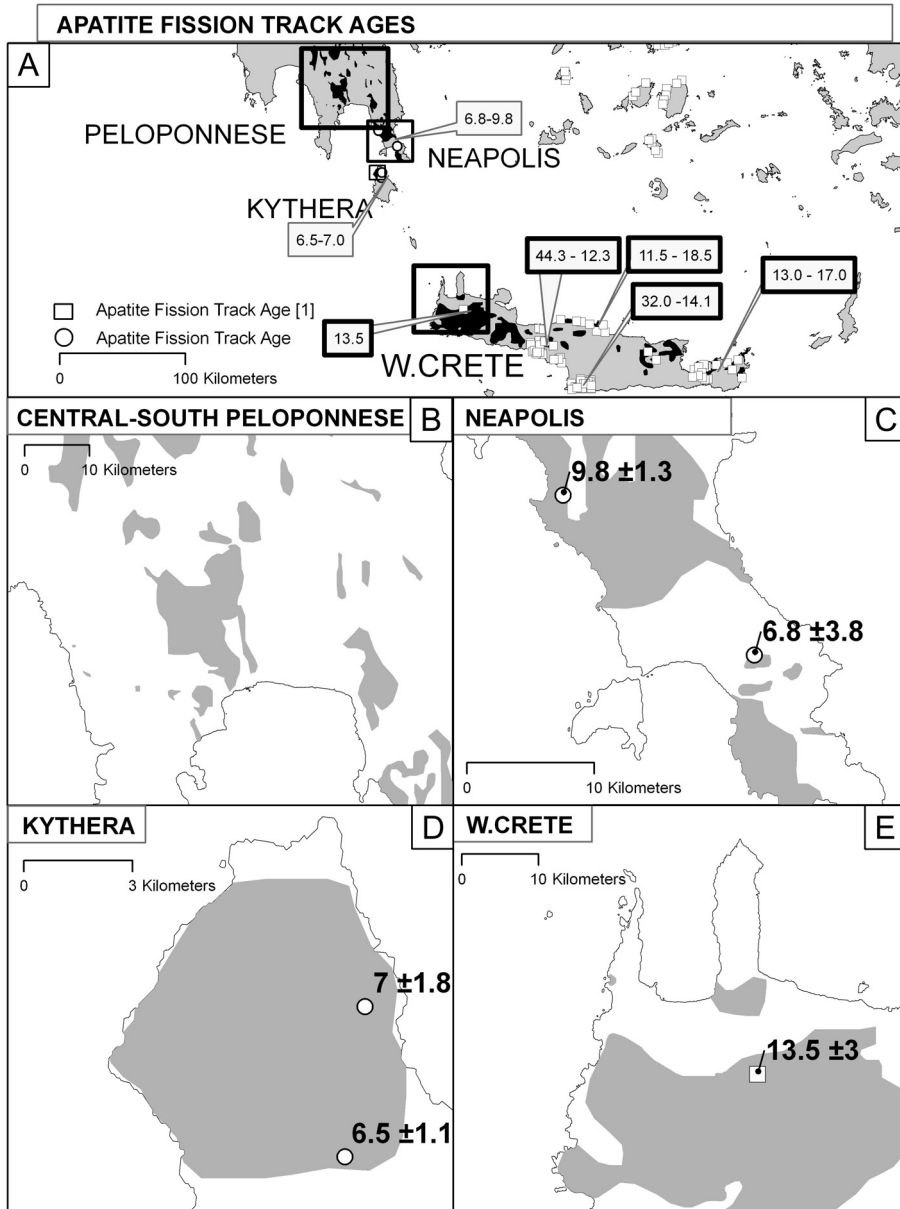 APATITE FISSION TRACK AGES
A
PELOPONNESE
6.8-9.8
NEAPOLIS
KYTHERA
6.5-7.0
44.3 - 12.3
11.5 - 18.5
13.0 - 17.0
32.0 -14.1
13.5
W.CRETE
Apatite Fission Track Age [1]
Apatite Fission Track Age
0 100 Kilometers
CENTRAL-SOUTH PELOPONNESE
B
0 10 Kilometers
NEAPOLIS
C
9.8 ±1.3
6.8 ±3.8
0 10 Kilometers
KYTHERA
D
0 3 Kilometers
7 ±1.8
6.5 ±1.1
W.CRETE
E
0 10 Kilometers
13.5 ±3